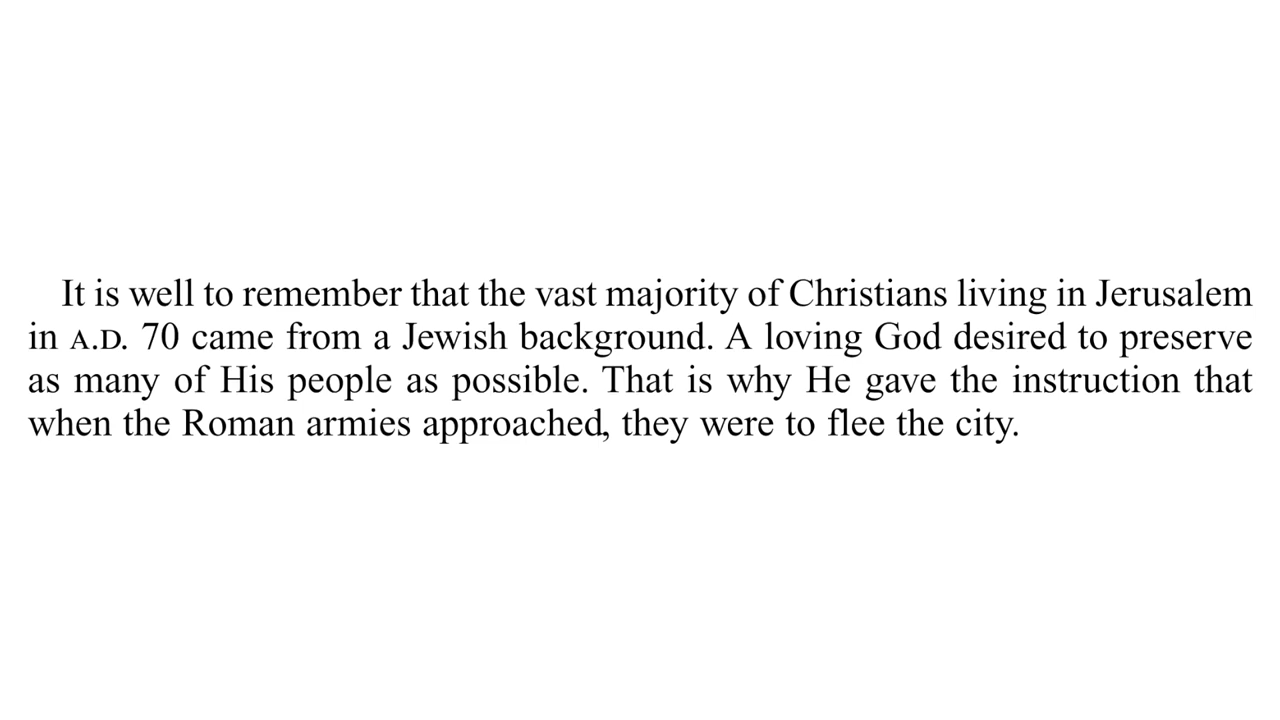 It is well to remember that the vast majority of Christians living in Jerusalem
in A.D. 70 came from a Jewish background. A loving God desired to preserve
as many of His people as possible. That is why He gave the instruction that
when the Roman armies approached, they were to flee the city.